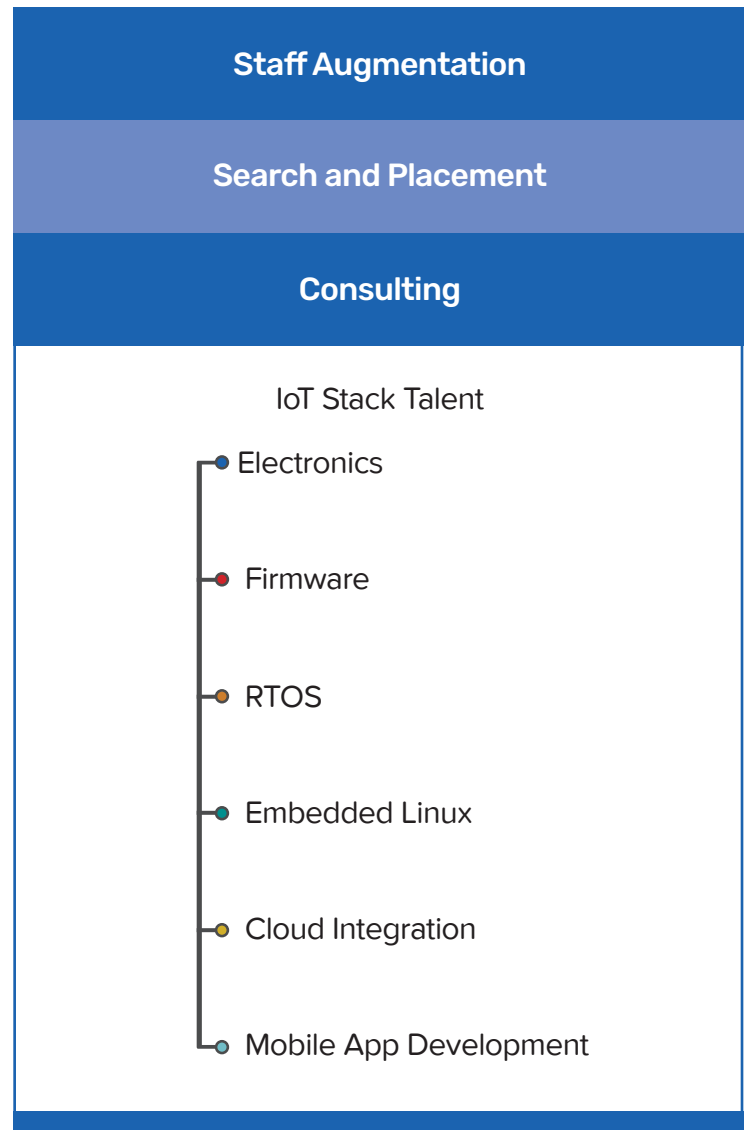 Staff Augmentation
Search and Placement
Consulting
IoT Stack Talent
Electronics
Firmware
RTOS
Embedded Linux
Cloud Integration
Mobile App Development